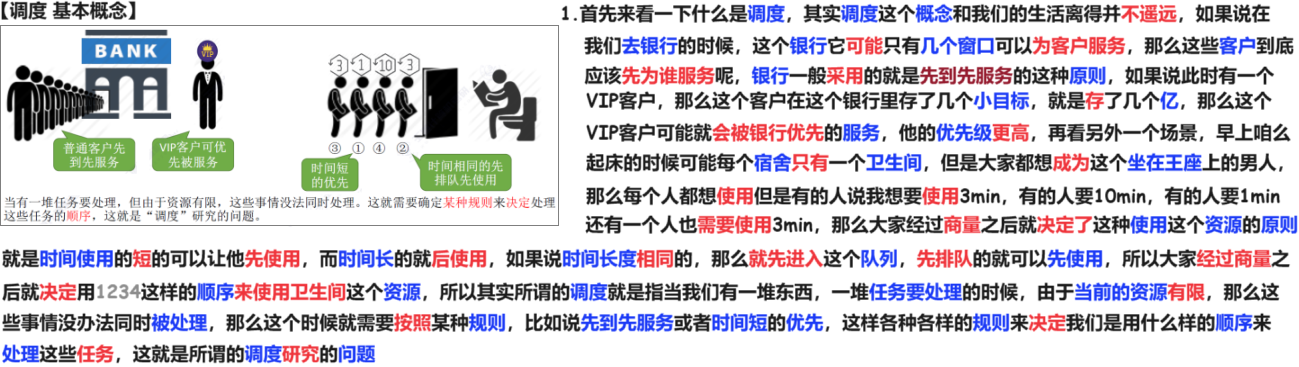 【调度 基本概念】
BANK
VIP
普通客户先
到先服务
VIP客户可优
先被服务
3 1 10 3
③ ① ④ ②
时间短
的优先
时间相同的先
排队先使用
当有一堆任务要处理，但由于资源有限，这些事情没法同时处理。这就需要确定某种规则来决定处理
这些任务的顺序，这就是“调度”研究的问题。
1.首先来看一下什么是调度，其实调度这个概念和我们的生活离得并不遥远，如果说在
我们去银行的时候，这个银行它可能只有几个窗口可以为客户服务，那么这些客户到底
应该先为谁服务呢，银行一般采用的就是先到先服务的这种原则，如果说此时有一个
VIP客户，那么这个客户在这个银行里存了几个小目标，就是存了几个亿，那么这个
VIP客户可能就会被银行优先的服务，他的优先级更高，再看另外一个场景，早上咱么
起床的时候可能每个宿舍只有一个卫生间，但是大家都想成为这个坐在王座上的男人，
那么每个人都想使用但是有的人说我想要使用3min，有的人要10min，有的人要1min
还有一个人也需要使用3min，那么大家经过商量之后就决定了这种使用这个资源的原则
就是时间使用的短的可以让他先使用，而时间长的就后使用，如果说时间长度相同的，那么就先进入这个队列，先排队的就可以先使用，所以大家经过商量之
后就决定用1234这样的顺序来使用卫生间这个资源，所以其实所谓的调度就是指当我们有一堆东西，一堆任务要处理的时候，由于当前的资源有限，那么这
些事情没办法同时被处理，那么这个时候就需要按照某种规则，比如说先到先服务或者时间短的优先，这样各种各样的规则来决定我们是用什么样的顺序来
处理这些任务，这就是所谓的调度研究的问题